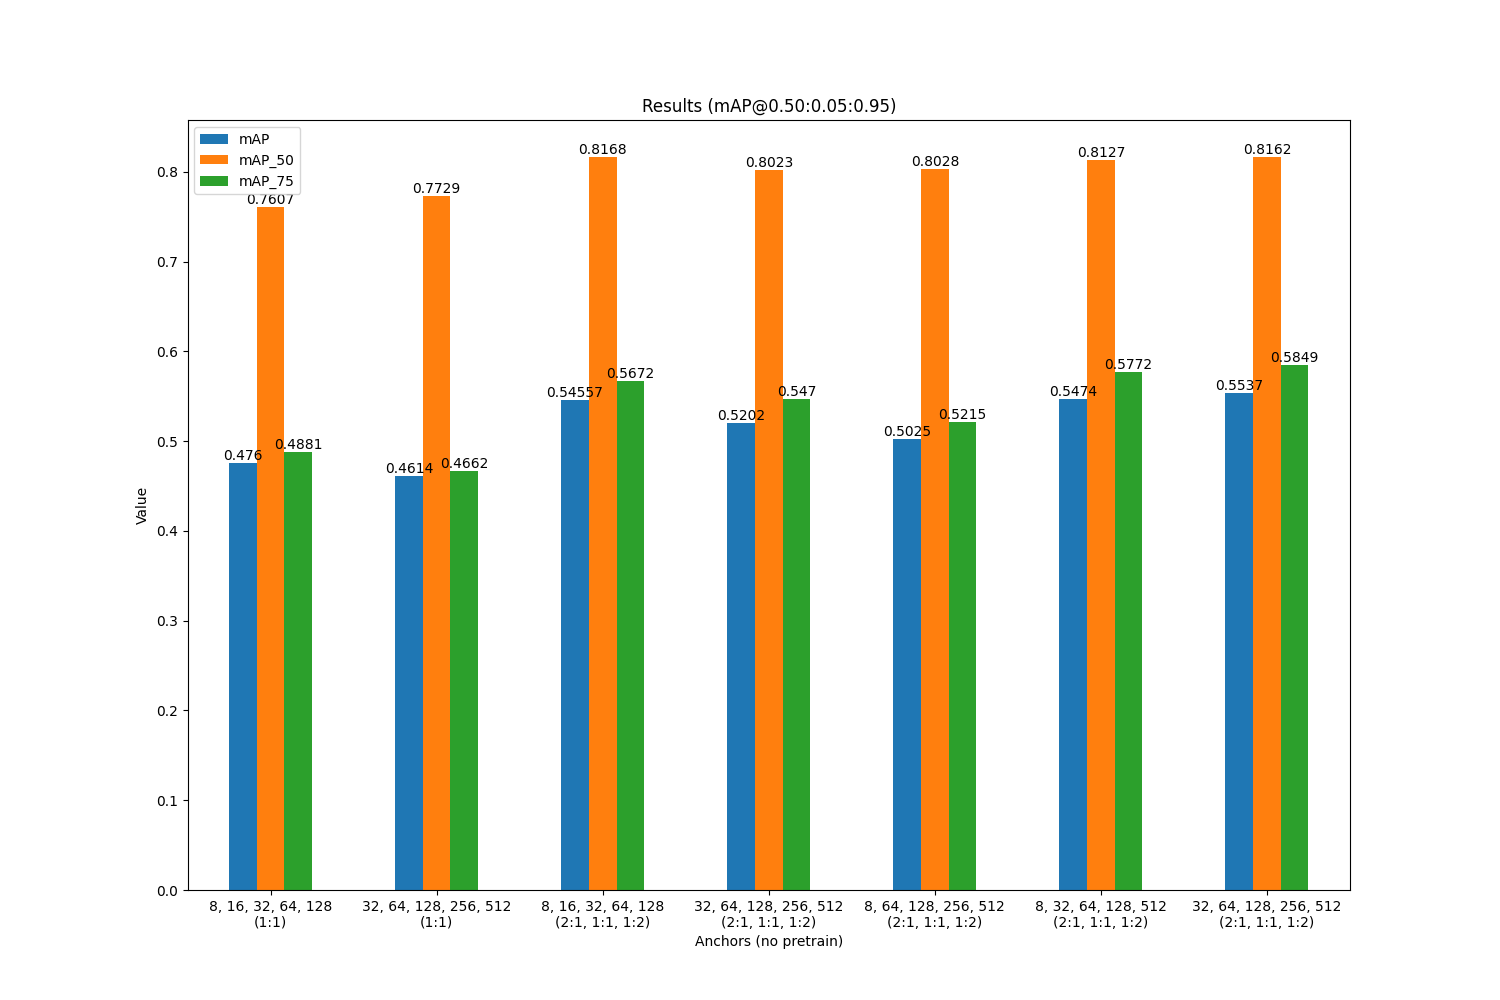 Results (mAP@0.50:0.05:0.95)
mAP
mAP_50
mAP_75
Value
0.8
0.7
0.6
0.5
0.4
0.3
0.2
0.1
0.0
0.476
0.7607
0.4881
0.4614
0.7729
0.4662
0.54557
0.8168
0.5672
0.5202
0.8023
0.547
0.5025
0.8028
0.5215
0.5474
0.8127
0.5772
0.5537
0.8162
0.5849
8, 16, 32, 64, 128
(1:1)
32, 64, 128, 256, 512
(1:1)
8, 16, 32, 64, 128
(2:1, 1:1, 1:2)
32, 64, 128, 256, 512
(2:1, 1:1, 1:2)
8, 64, 128, 256, 512
(2:1, 1:1, 1:2)
8, 32, 64, 128, 512
(2:1, 1:1, 1:2)
32, 64, 128, 256, 512
(2:1, 1:1, 1:2)
Anchors (no pretrain)